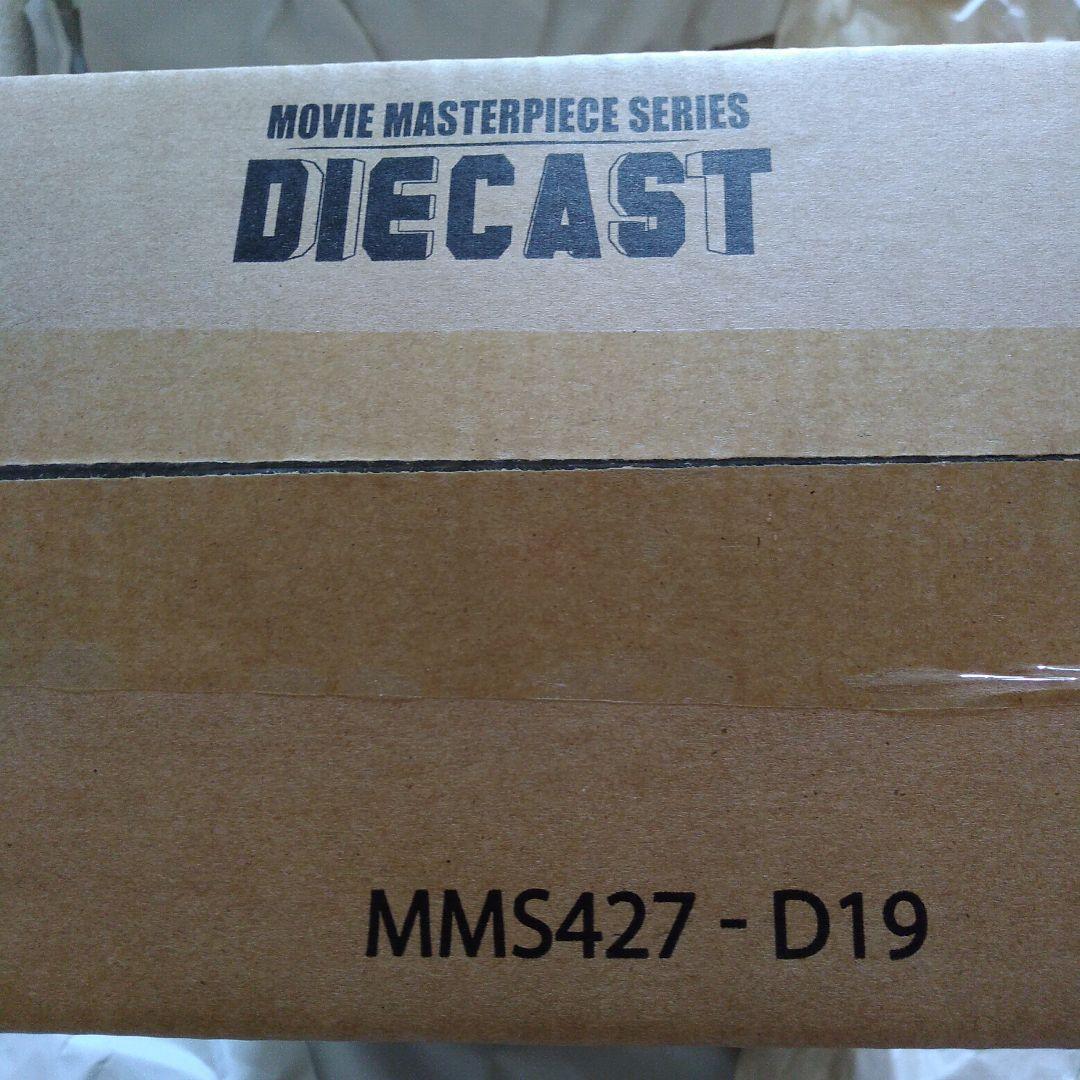 MOVIE MASTERPIECE SERIES
DIECAST
MMS427 - D19